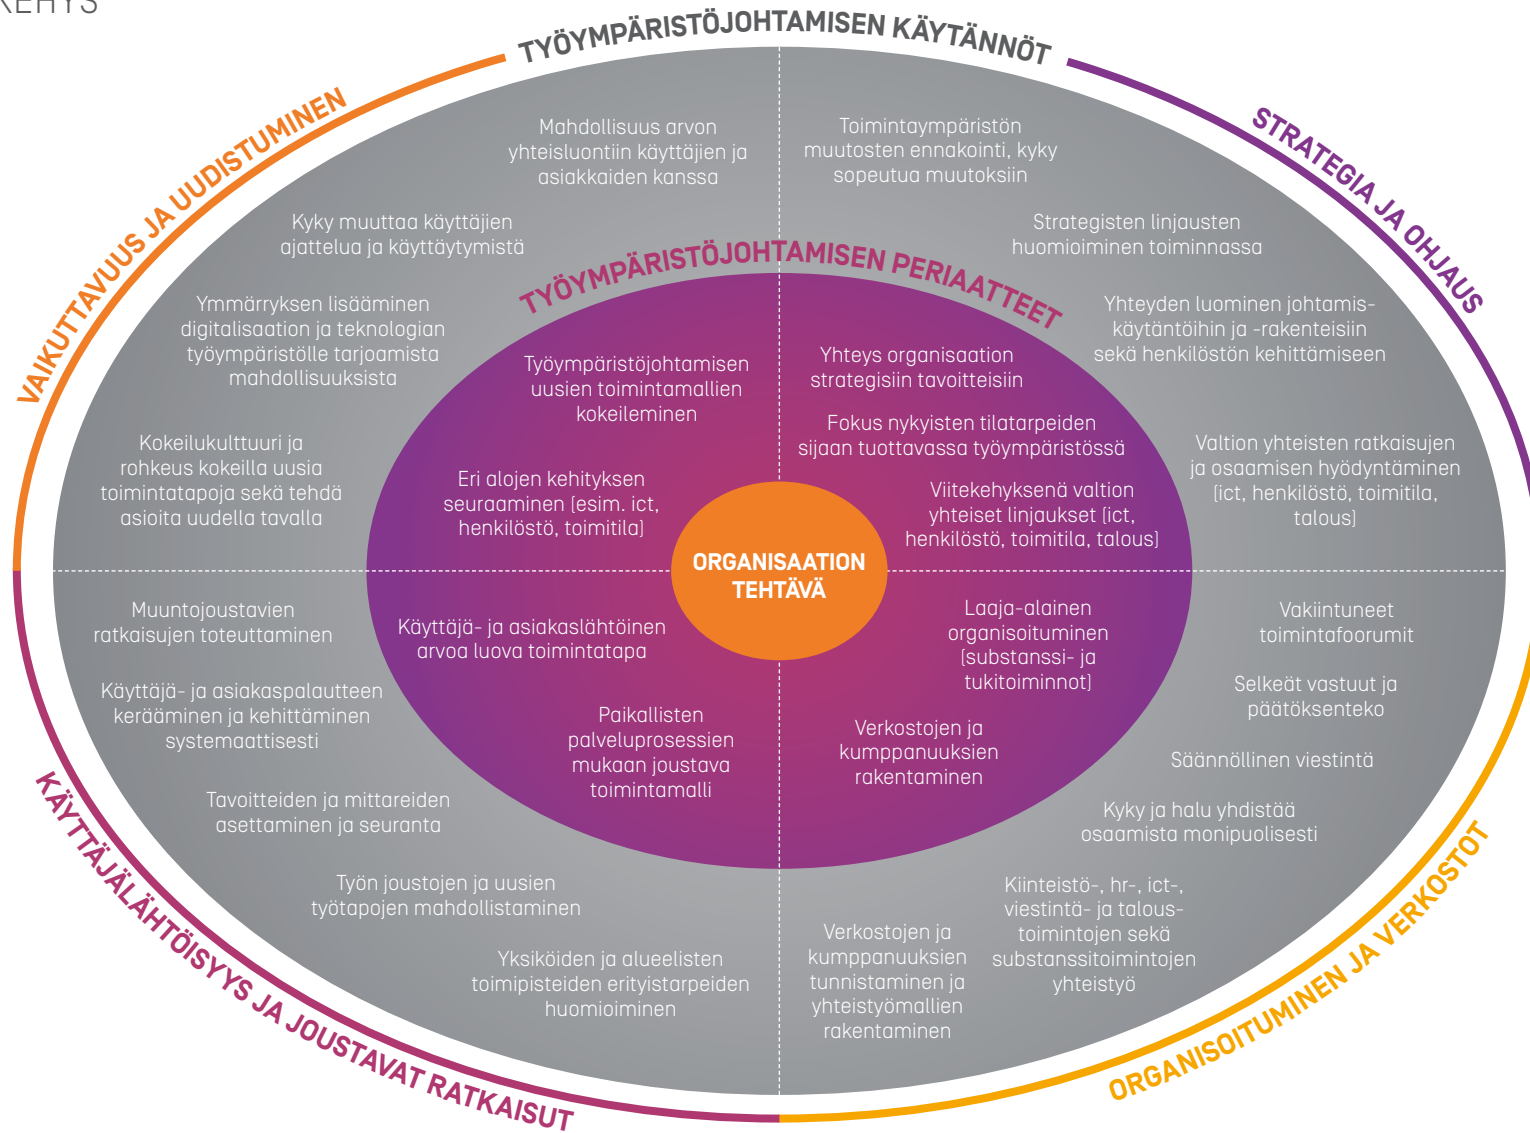 KEHYS
TYÖYMPÄRISTÖJOHTAMISEN KÄYTÄNNÖT
VAIKUTTAVUUS JA UUDISTUMINEN
Mahdollisuus arvon
yhteisluontiin käyttäjien ja
asiakkaiden kanssa
Kyky muuttaa käyttäjien
ajattelua ja käyttäytymistä
Ymmärryksen lisääminen
digitalisaation ja teknologian
työympäristölle tarjoamista
mahdollisuuksista
Kokeilukulttuuri ja
rohkeus kokeilla uusia
toimintatapoja sekä tehdä
asioita uudella tavalla
STRATEGIA JA OHJAUS
Toimintaympäristön
muutosten ennakointi, kyky
sopeutua muutoksiin
Strategisten linjausten
huomioiminen toiminnassa
Yhteyden luominen johtamis-
käytäntöihin ja -rakenteisiin
sekä henkilöstön kehittämiseen
Valtion yhteisten ratkaisujen
ja osaamisen hyödyntäminen
(ict, henkilöstö, toimitila,
talous)
TYÖYMPÄRISTÖJOHTAMISEN PERIAATTEET
Työympäristöjohtamisen
uusien toimintamallien
kokeileminen
Eri alojen kehityksen
seuraaminen (esim. ict,
henkilöstö, toimitila)
Yhteys organisaation
strategisiin tavoitteisiin
Fokus nykyisten tilatarpeiden
sijaan tuottavassa työympäristössä
Viitekehyksenä valtion
yhteiset linjaukset (ict,
henkilöstö, toimitila, talous)
ORGANISAATION
TEHTÄVÄ
Käyttäjä- ja asiakaslähtöinen
arvoa luova toimintatapa
Paikallisten
palveluprosessien
mukaan joustava
toimintamalli
Laaja-alainen
organisoituminen
(substanssi- ja
tukitoiminnot)
Verkostojen ja
kumppanuuksien
rakentaminen
Muuntojoustavien
ratkaisujen toteuttaminen
Käyttäjä- ja asiakaspalautteen
kerääminen ja kehittäminen
systemaattisesti
Tavoitteiden ja mittareiden
asettaminen ja seuranta
Työn joustojen ja uusien
työtapojen mahdollistaminen
Yksiköiden ja alueelisten
toimipisteiden erityistarpeiden
huomioiminen
KÄYTTÄJÄLÄHTÖISYYS JA JOUSTAVAT RATKAISUT
Vakiintuneet
toimintafoorumit
Selkeät vastuut ja
päätöksenteko
Säännöllinen viestintä
Kyky ja halu yhdistää
osaamista monipuolisesti
Kiinteistö-, hr-, ict-,
viestintä- ja talous-
toimintojen sekä
substanssitoimintojen
yhteistyö
Verkostojen ja
kumppanuuksien
tunnistaminen ja
yhteistyömallien
rakentaminen
ORGANISOITUMINEN JA VERKOSTOT